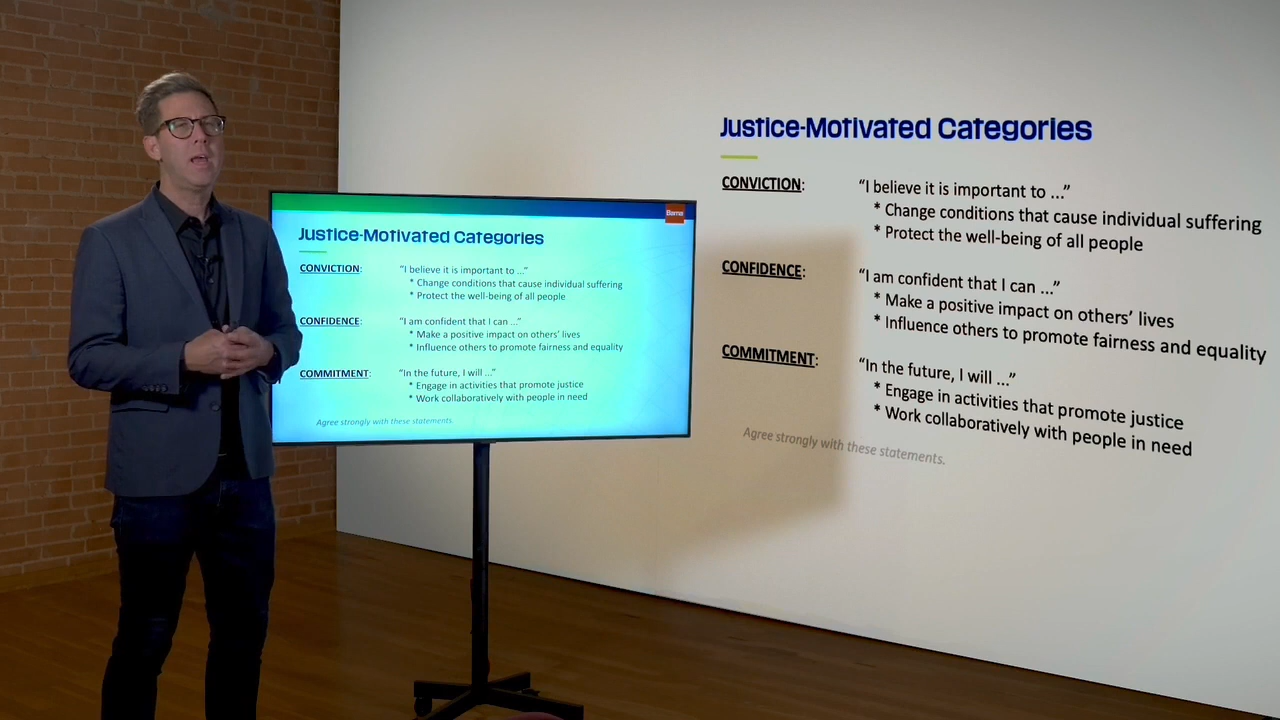 Barna
Justice-Motivated Categories
CONVICTION: “I believe it is important to ...”
* Change conditions that cause individual suffering
* Protect the well-being of all people
CONFIDENCE: “I am confident that I can ...”
* Make a positive impact on others’ lives
* Influence others to promote fairness and equality
COMMITMENT: “In the future, I will ...”
* Engage in activities that promote justice
* Work collaboratively with people in need
Agree strongly with these statements.
Justice-Motivated Categories
CONVICTION: “I believe it is important to ...”
* Change conditions that cause individual suffering
* Protect the well-being of all people
CONFIDENCE: “I am confident that I can ...”
* Make a positive impact on others’ lives
* Influence others to promote fairness and equality
COMMITMENT: “In the future, I will ...”
* Engage in activities that promote justice
* Work collaboratively with people in need
Agree strongly with these statements.